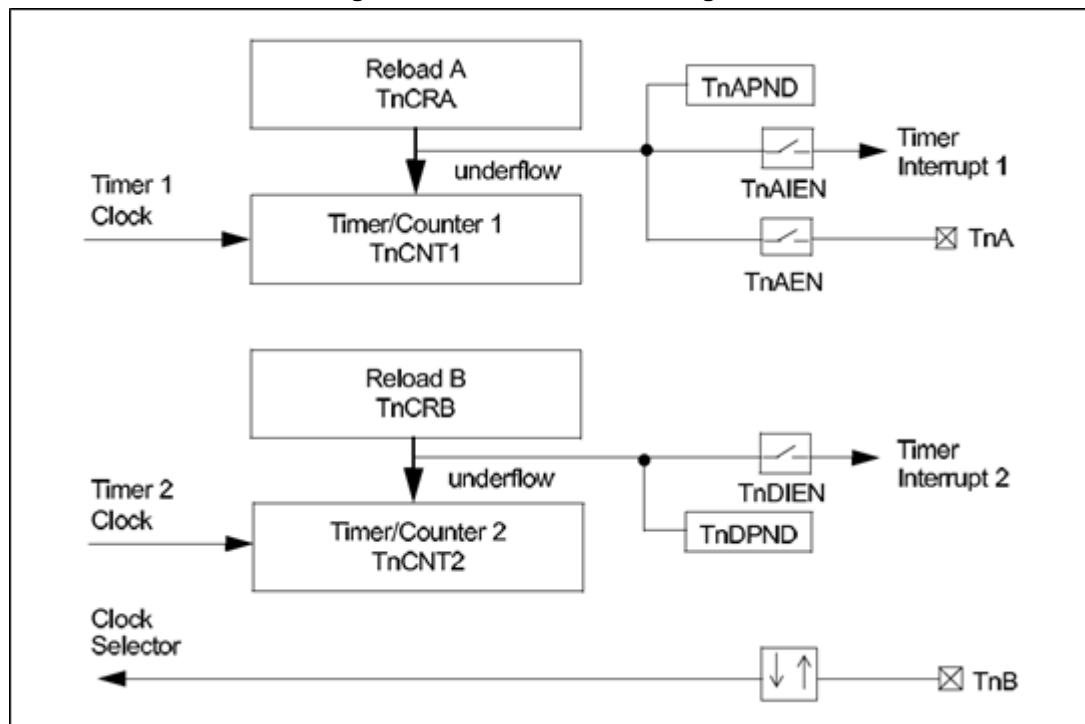 Reload A
TnCRA
TnAPND
underflow
Timer
Interrupt 1
TnAIEN
Timer 1
Clock
Timer/Counter 1
TnCNT1
TnA
TnAEN
Reload B
TnCRB
underflow
Timer
Interrupt 2
TnDIEN
Timer 2
Clock
Timer/Counter 2
TnCNT2
TnDPND
Clock
Selector
TnB